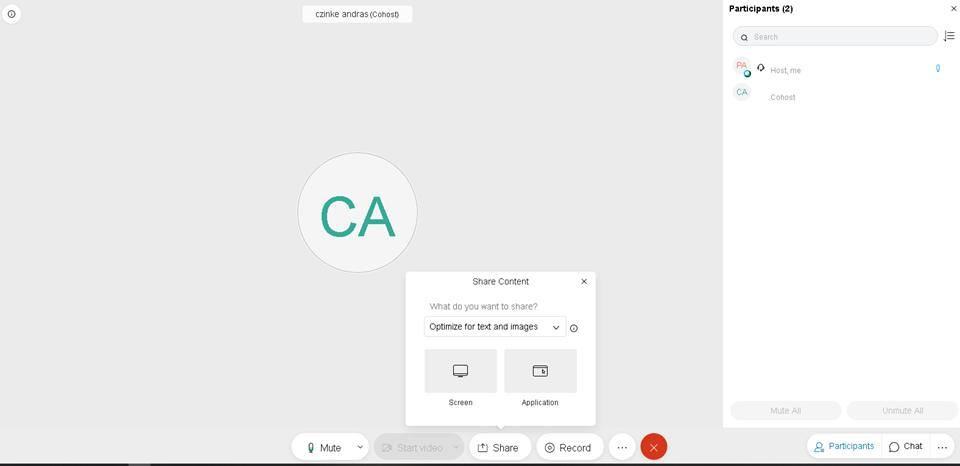 czinke andras (Cohost)
Participants (2)
Search
PA
Host, me
CA
Cohost
CA
Share Content
What do you want to share?
Optimize for text and images
Screen
Application
Mute All
Unmute All
Mute
Start video
Share
Record
Participants
Chat